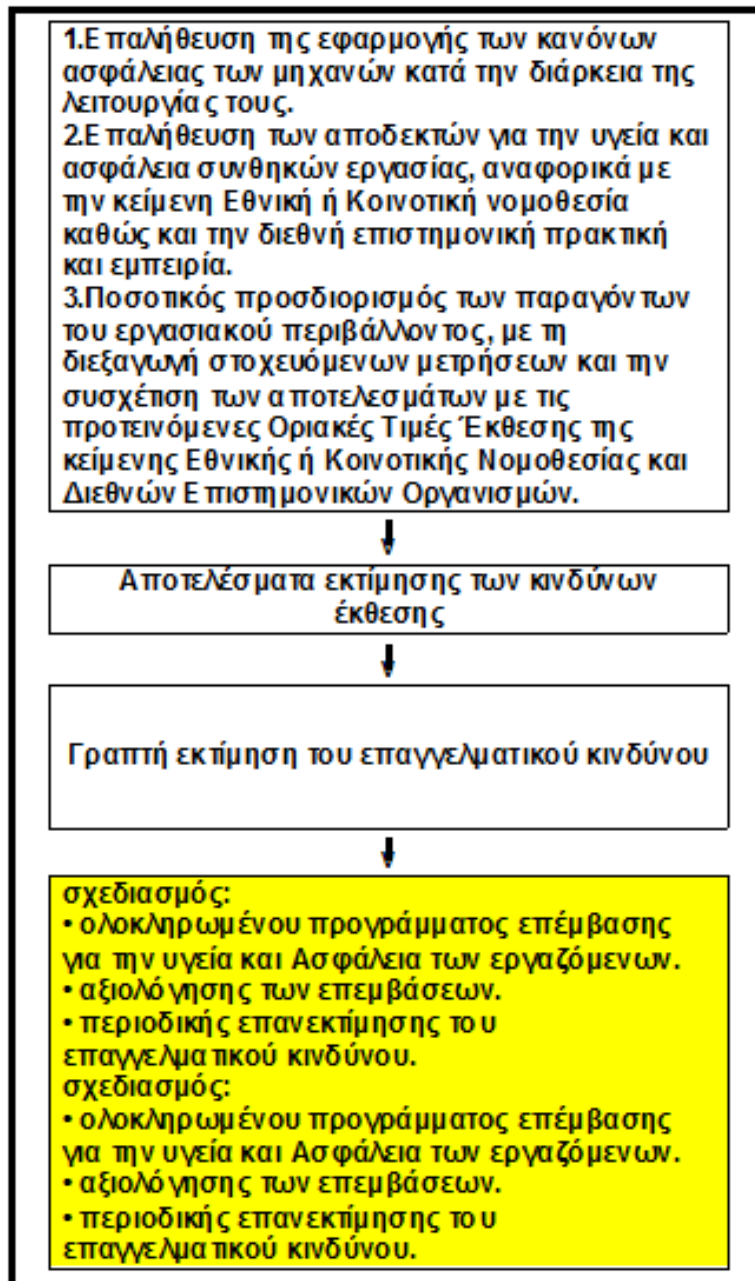 1.Επαλήθευση της εφαρμογής των κανόνων
ασφάλειας των μηχανών κατά την διάρκεια της
λειτουργίας τους.
2.Επαλήθευση των αποδεκτών για την υγεία και
ασφάλεια συνθηκών εργασίας, αναφορικά με
την κείμενη Εθνική ή Κοινοτική νομοθεσία
καθώς και την διεθνή επιστημονική πρακτική
και εμπειρία.
3.Ποσοτικός προσδιορισμός των παραγόντων
του εργασιακού περιβάλλοντος, με τη
διεξαγωγή στοχευόμενων μετρήσεων και την
συσχέτιση των αποτελεσμάτων με τις
προτεινόμενες Οριακές Τιμές Έκθεσης της
κείμενης Εθνικής ή Κοινοτικής Νομοθεσίας και
Διεθνών Επιστημονικών Οργανισμών.
Αποτελέσματα εκτίμησης των κινδύνων
έκθεσης
Γραπτή εκτίμηση του επαγγελματικού κινδύνου
σχεδιασμός:
• ολοκληρωμένου προγράμματος επέμβασης
για την υγεία και Ασφάλεια των εργαζόμενων.
• αξιολόγησης των επεμβάσεων.
• περιοδικής επανεκτίμησης του
επαγγελματικού κινδύνου.
σχεδιασμός:
• ολοκληρωμένου προγράμματος επέμβασης
για την υγεία και Ασφάλεια των εργαζόμενων.
• αξιολόγησης των επεμβάσεων.
• περιοδικής επανεκτίμησης του
επαγγελματικού κινδύνου.